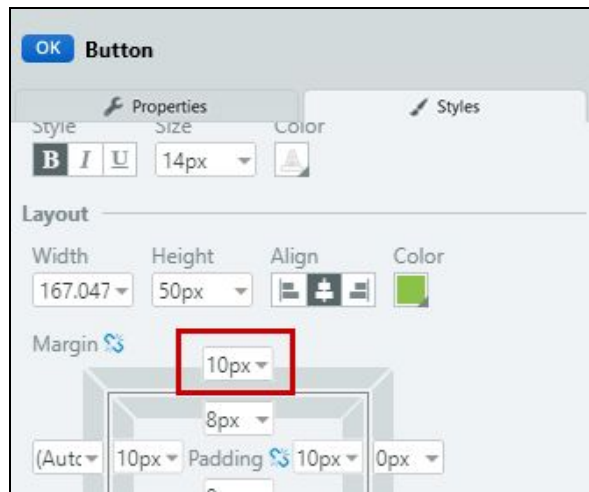 OK Button
Properties Styles
Style Size Color
B I U 14px
Layout
Width Height Align Color
167.047 50px
Margin
10px
8px
(Autc 10px Padding 10px 0px